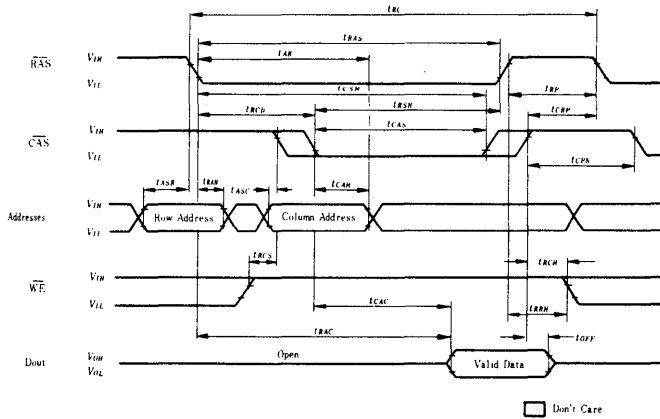 tRC
tRAS
tAR
RAS
VIH
VIL
tCSH
tRP
tRCD
tRSH
tCRP
CAS
VIH
VIL
tCAS
tCPN
tASR
tRAH
tASC
tCAH
Addresses
VIH
VIL
Row Address
Column Address
tRCS
tRCH
WE
VIH
VIL
tCAC
tRRH
tRAC
tOFF
Dout
VOH
VOL
Open
Valid Data
Don't Care